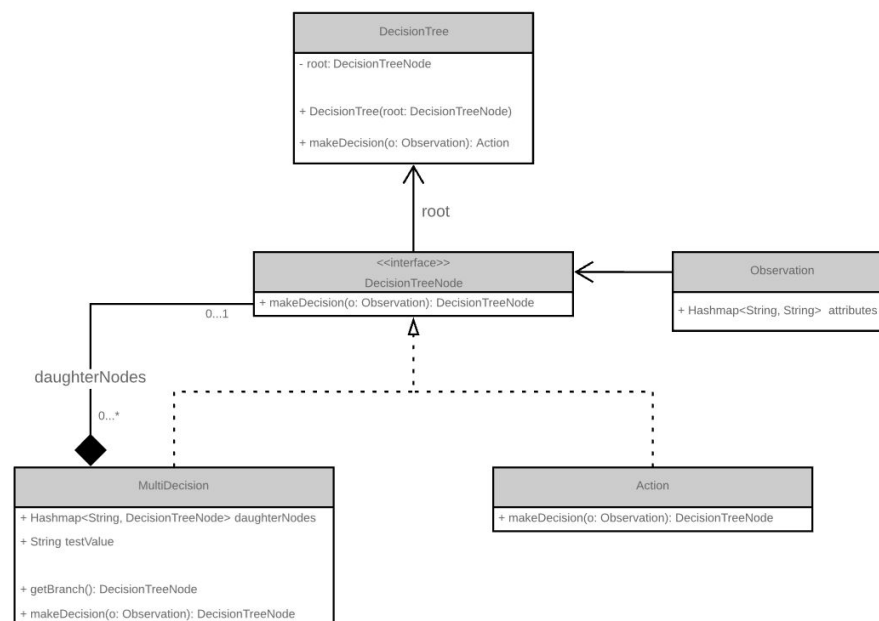 DecisionTree
- root: DecisionTreeNode
+ DecisionTree(root: DecisionTreeNode)
+ makeDecision(o: Observation): Action
root
<<interface>>
DecisionTreeNode
+ makeDecision(o: Observation): DecisionTreeNode
Observation
+ Hashmap<String, String> attributes
0...1
daughterNodes
0...*
MultiDecision
+ Hashmap<String, DecisionTreeNode> daughterNodes
+ String testValue
+ getBranch(): DecisionTreeNode
+ makeDecision(o: Observation): DecisionTreeNode
Action
+ makeDecision(o: Observation): DecisionTreeNode